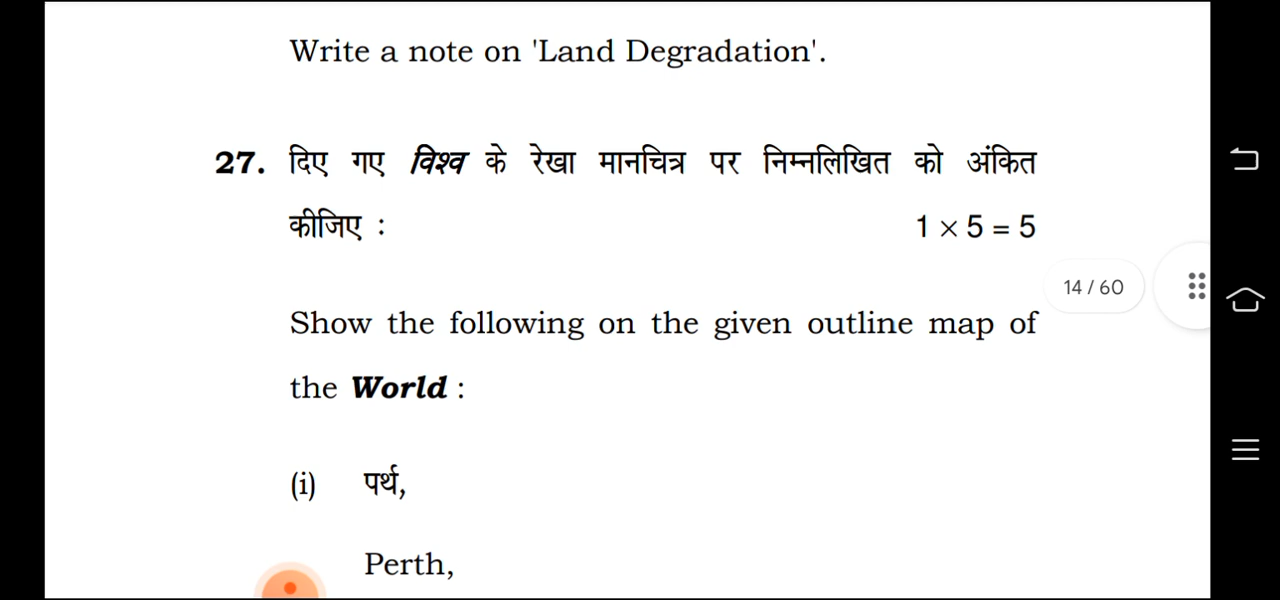 Write a note on 'Land Degradation'.
27. दिए गए विश्व के रेखा मानचित्र पर निम्नलिखित को अंकित
कीजिए : 1 × 5 = 5
14 / 60
Show the following on the given outline map of
the World :
(i) पर्थ,
Perth,